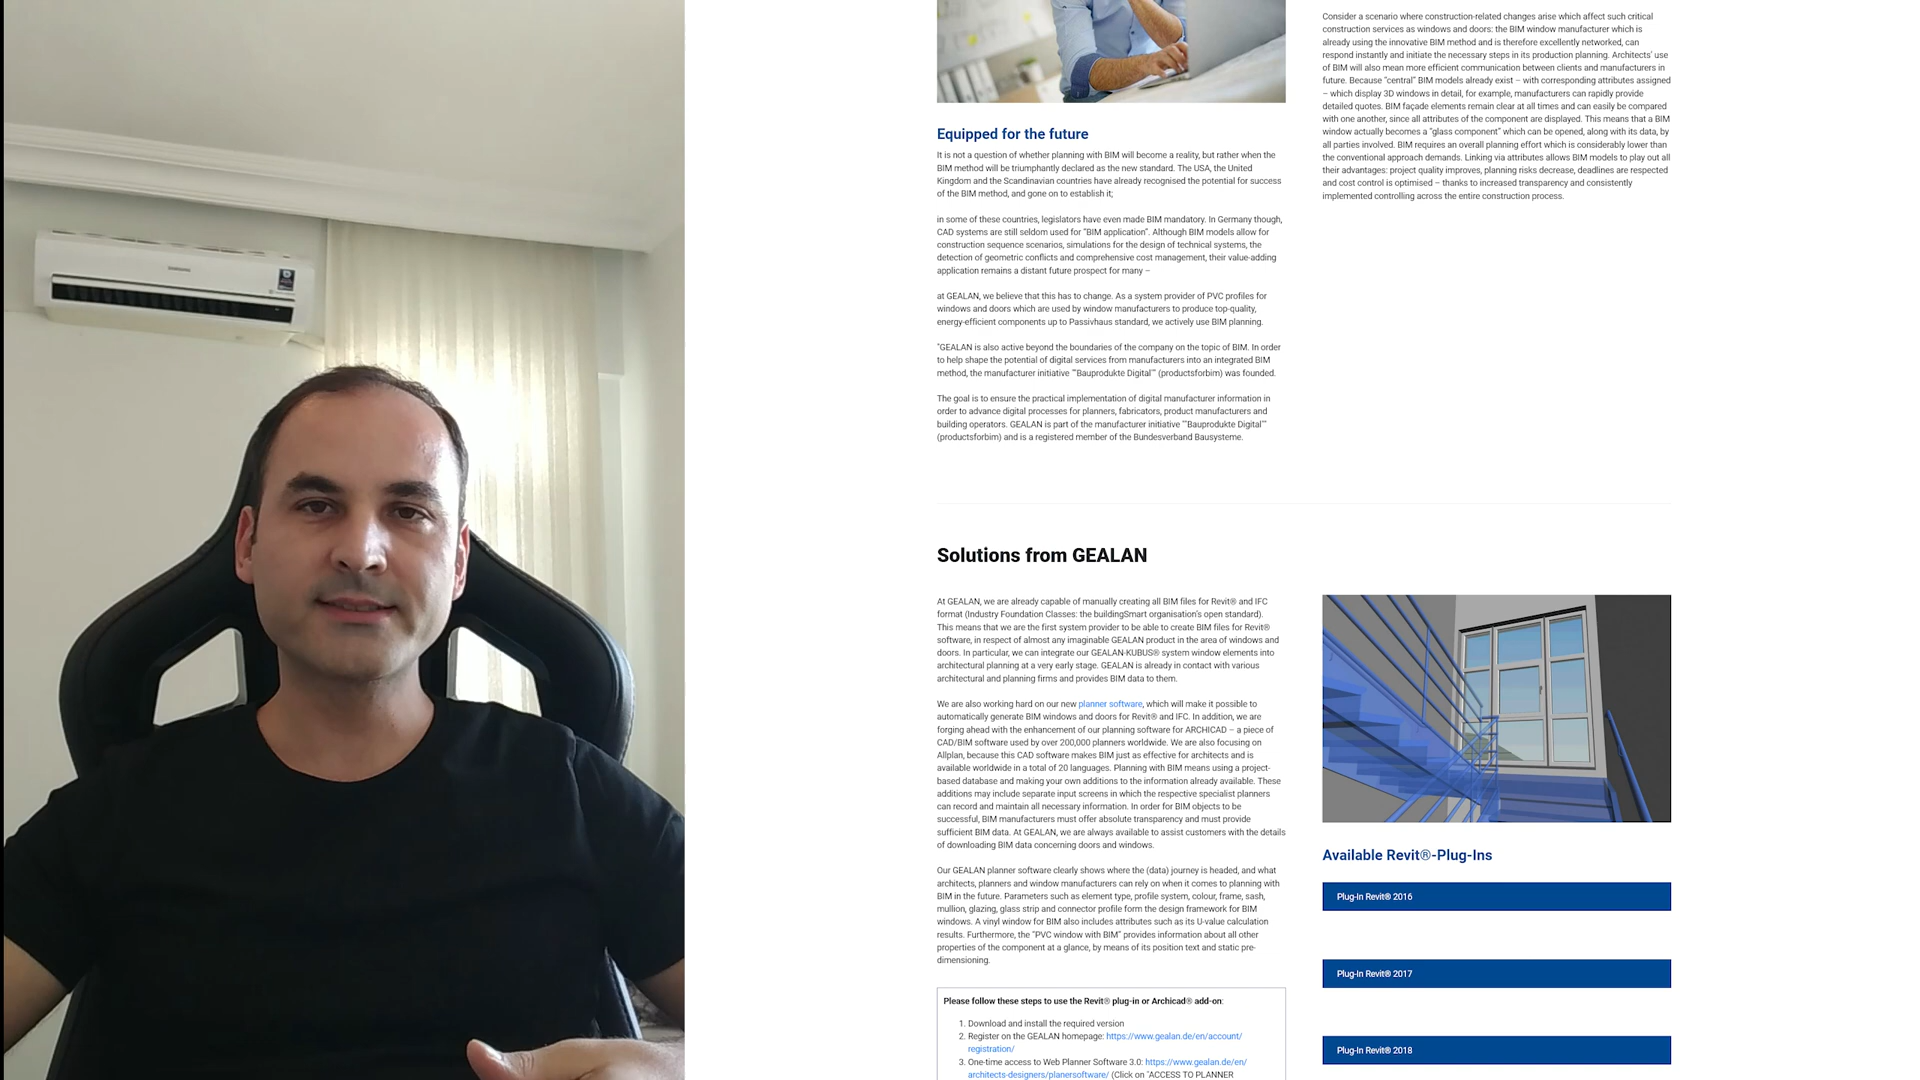 SAMSUNG
Equipped for the future
It is not a question of whether planning with BIM will become a reality, but rather when the
BIM method will be triumphantly declared as the new standard. The USA, the United
Kingdom and the Scandinavian countries have already recognised the potential for success
of the BIM method, and gone on to establish it;
in some of these countries, legislators have even made BIM mandatory. In Germany though,
CAD systems are still seldom used for “BIM application”. Although BIM models allow for
construction sequence scenarios, simulations for the design of technical systems, the
detection of geometric conflicts and comprehensive cost management, their value-adding
application remains a distant future prospect for many –
at GEALAN, we believe that this has to change. As a system provider of PVC profiles for
windows and doors which are used by window manufacturers to produce top-quality,
energy-efficient components up to Passivhaus standard, we actively use BIM planning.
"GEALAN is also active beyond the boundaries of the company on the topic of BIM. In order
to help shape the potential of digital services from manufacturers into an integrated BIM
method, the manufacturer initiative ""Bauprodukte Digital"" (productsforbim) was founded.
The goal is to ensure the practical implementation of digital manufacturer information in
order to advance digital processes for planners, fabricators, product manufacturers and
building operators. GEALAN is part of the manufacturer initiative ""Bauprodukte Digital""
(productsforbim) and is a registered member of the Bundesverband Bausysteme.
Consider a scenario where construction-related changes arise which affect such critical
construction services as windows and doors: the BIM window manufacturer which is
already using the innovative BIM method and is therefore excellently networked, can
respond instantly and initiate the necessary steps in its production planning. Architects’ use
of BIM will also mean more efficient communication between clients and manufacturers in
future. Because “central” BIM models already exist – with corresponding attributes assigned
– which display 3D windows in detail, for example, manufacturers can rapidly provide
detailed quotes. BIM façade elements remain clear at all times and can easily be compared
with one another, since all attributes of the component are displayed. This means that a BIM
window actually becomes a “glass component” which can be opened, along with its data, by
all parties involved. BIM requires an overall planning effort which is considerably lower than
the conventional approach demands. Linking via attributes allows BIM models to play out all
their advantages: project quality improves, planning risks decrease, deadlines are respected
and cost control is optimised – thanks to increased transparency and consistently
implemented controlling across the entire construction process.
Solutions from GEALAN
At GEALAN, we are already capable of manually creating all BIM files for Revit® and IFC
format (Industry Foundation Classes: the buildingSmart organisation’s open standard).
This means that we are the first system provider to be able to create BIM files for Revit®
software, in respect of almost any imaginable GEALAN product in the area of windows and
doors. In particular, we can integrate our GEALAN-KUBUS® system window elements into
architectural planning at a very early stage. GEALAN is already in contact with various
architectural and planning firms and provides BIM data to them.
We are also working hard on our new planner software, which will make it possible to
automatically generate BIM windows and doors for Revit® and IFC. In addition, we are
forging ahead with the enhancement of our planning software for ARCHICAD – a piece of
CAD/BIM software used by over 200,000 planners worldwide. We are also focusing on
Allplan, because this CAD software makes BIM just as effective for architects and is
available worldwide in a total of 20 languages. Planning with BIM means using a project-
based database and making your own additions to the information already available. These
additions may include separate input screens in which the respective specialist planners
can record and maintain all necessary information. In order for BIM objects to be
successful, BIM manufacturers must offer absolute transparency and must provide
sufficient BIM data. At GEALAN, we are always available to assist customers with the details
of downloading BIM data concerning doors and windows.
Our GEALAN planner software clearly shows where the (data) journey is headed, and what
architects, planners and window manufacturers can rely on when it comes to planning with
BIM in the future. Parameters such as element type, profile system, colour, frame, sash,
mullion, glazing, glass strip and connector profile form the design framework for BIM
windows. A vinyl window for BIM also includes attributes such as its U-value calculation
results. Furthermore, the “PVC window with BIM” provides information about all other
properties of the component at a glance, by means of its position text and static pre-
dimensioning.
Please follow these steps to use the Revit® plug-in or Archicad® add-on:
1. Download and install the required version
2. Register on the GEALAN homepage: https://www.gealan.de/en/account/
registration/
3. One-time access to Web Planner Software 3.0: https://www.gealan.de/en/
architects-designers/planersoftware/ (Click on "ACCESS TO PLANNER
Available Revit®-Plug-Ins
Plug-In Revit® 2016
Plug-In Revit® 2017
Plug-In Revit® 2018